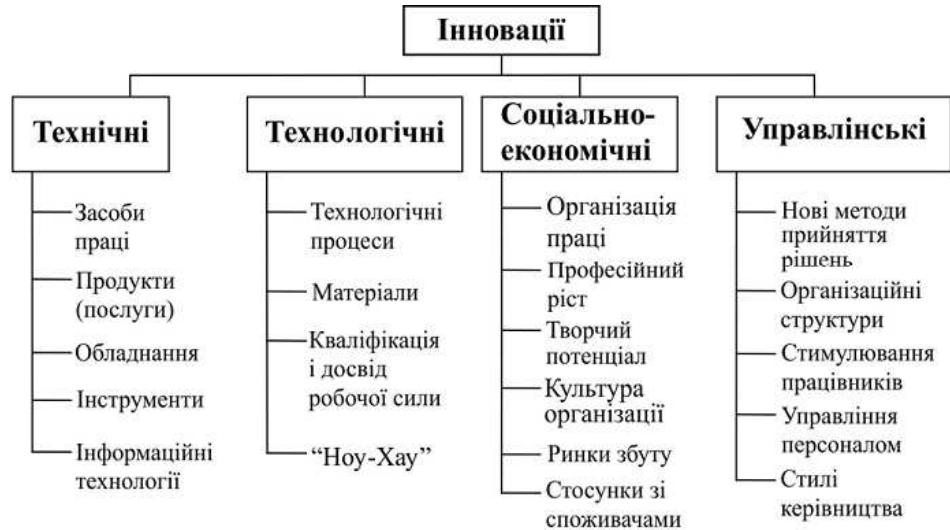 Інновації
Технічні
Засоби
праці
Продукти
(послуги)
Обладнання
Інструменти
Інформаційні
технології
Технологічні
Технологічні
процеси
Матеріали
Кваліфікація
і досвід
робочої сили
“Ноу-Хау”
Соціально-
економічні
Організація
праці
Професійний
ріст
Творчий
потенціал
Культура
організації
Ринки збуту
Стосунки зі
споживачами
Управлінські
Нові методи
прийняття
рішень
Організаційні
структури
Стимулювання
працівників
Управління
персоналом
Стилі
керівництва